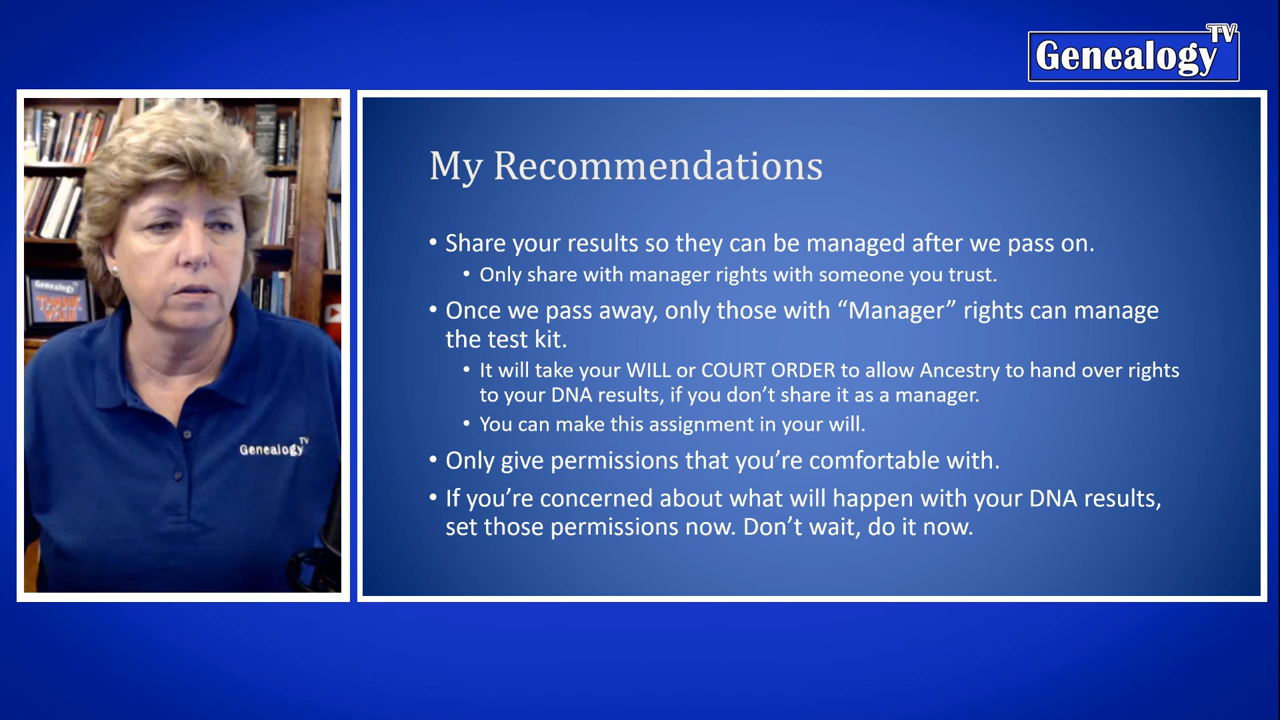 Genealogy TV
My Recommendations
• Share your results so they can be managed after we pass on.
• Only share with manager rights with someone you trust.
• Once we pass away, only those with “Manager” rights can manage
the test kit.
• It will take your WILL or COURT ORDER to allow Ancestry to hand over rights
to your DNA results, if you don’t share it as a manager.
• You can make this assignment in your will.
• Only give permissions that you’re comfortable with.
• If you’re concerned about what will happen with your DNA results,
set those permissions now. Don’t wait, do it now.
Genealogy
THANK
YOU!
Genealogy TV